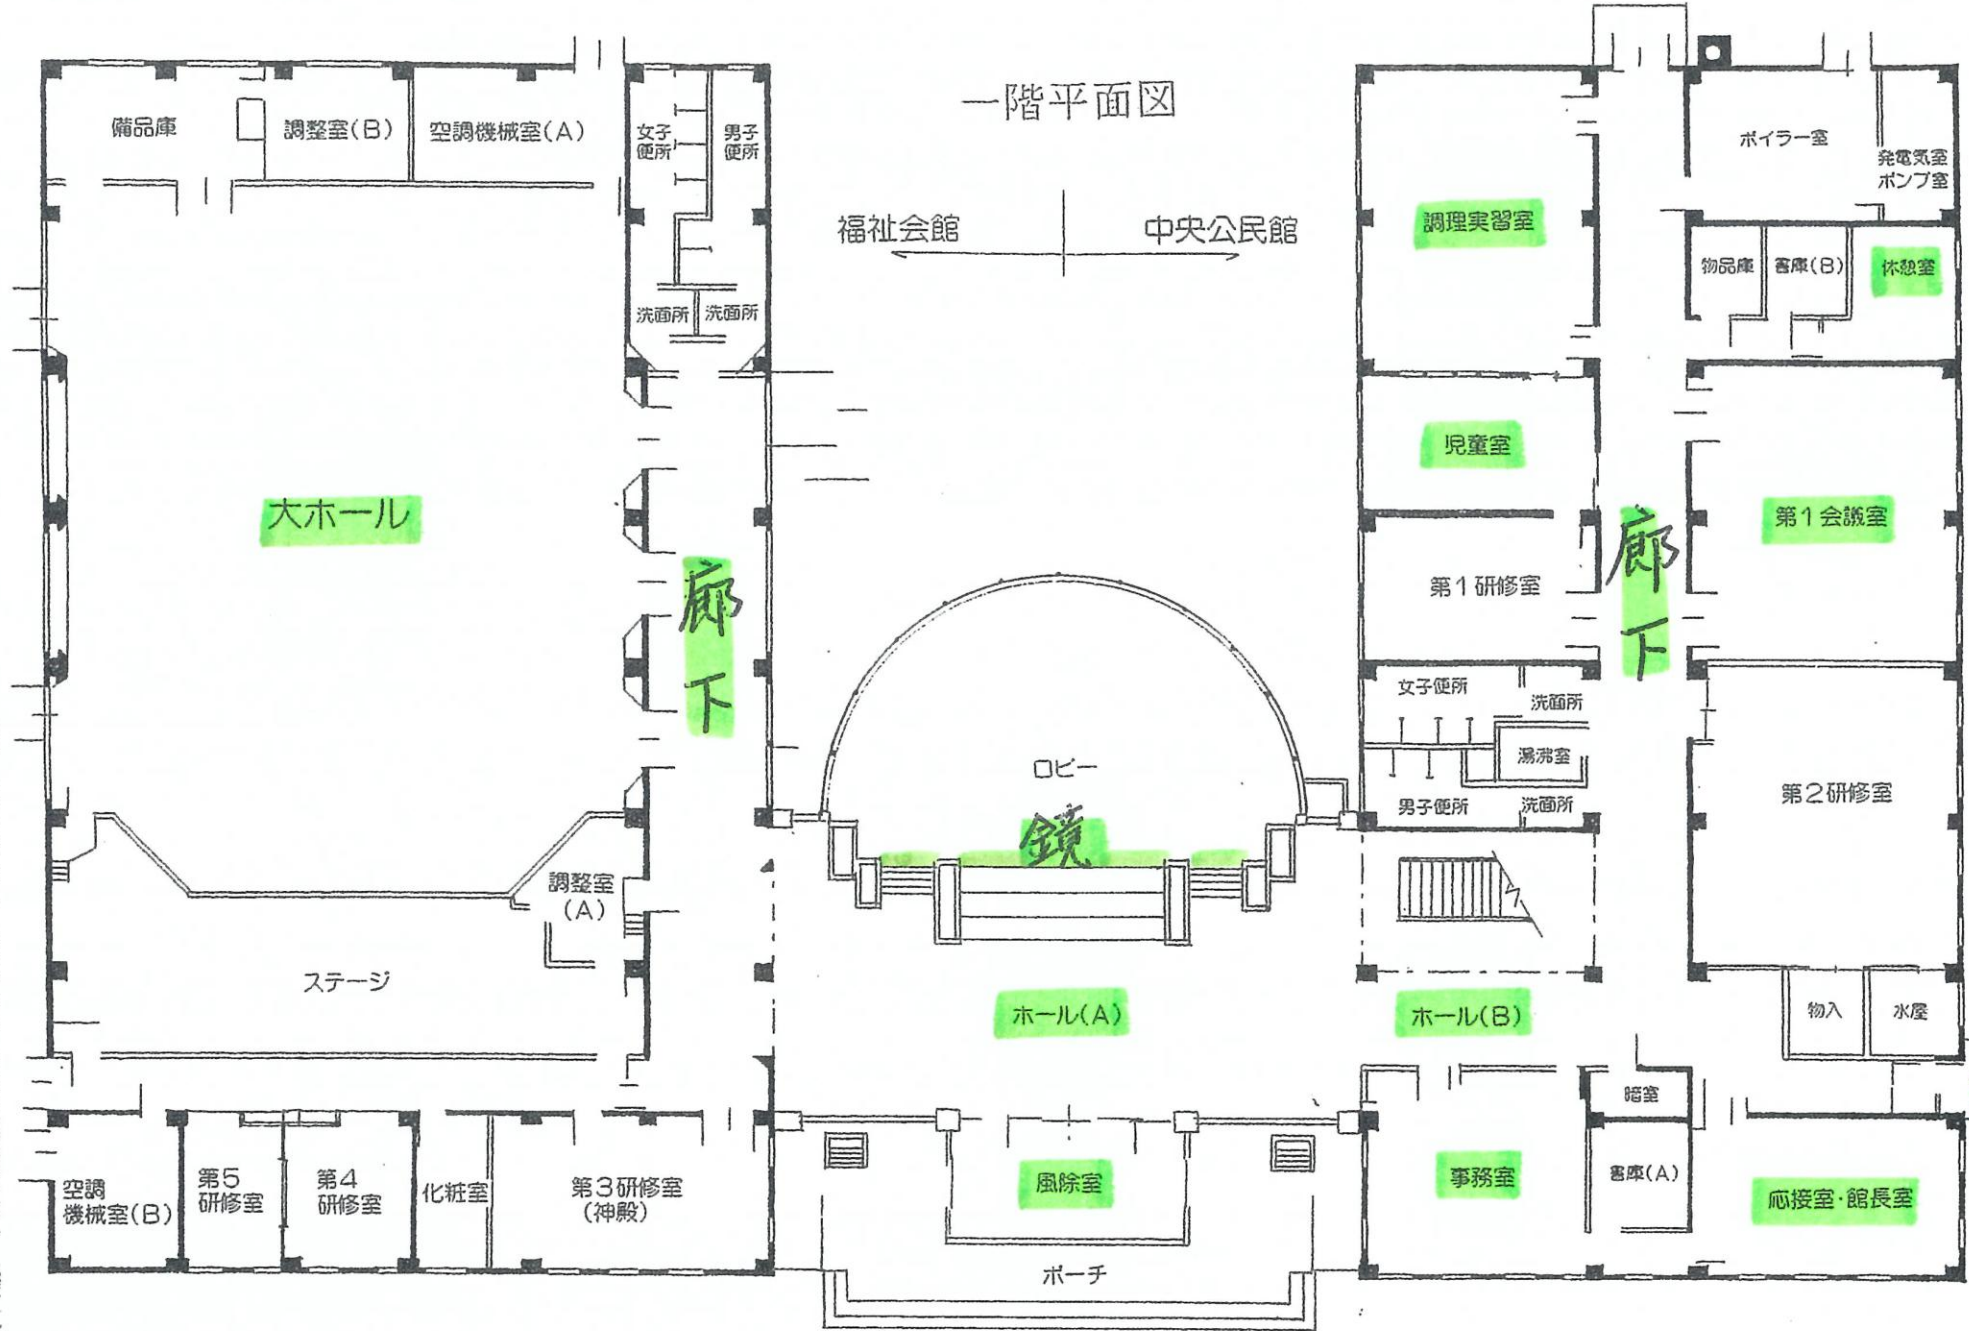 一階平面図
福祉会館
中央公民館
備品庫
調整室(B)
空調機械室(A)
女子
便所
男子
便所
洗面所
洗面所
大ホール
廊下
調整室
(A)
ステージ
空調
機械室(B)
第5
研修室
第4
研修室
化粧室
第3研修室
(神殿)
ロビー
鏡
ホール(A)
ホール(B)
風除室
ポーチ
調理実習室
児童室
第1研修室
女子便所
洗面所
湯沸室
男子便所
洗面所
廊下
ボイラー室
発電気室
ポンプ室
物品庫
書庫(B)
休憩室
第1会議室
第2研修室
物入
水屋
暗室
事務室
書庫(A)
応接室・館長室